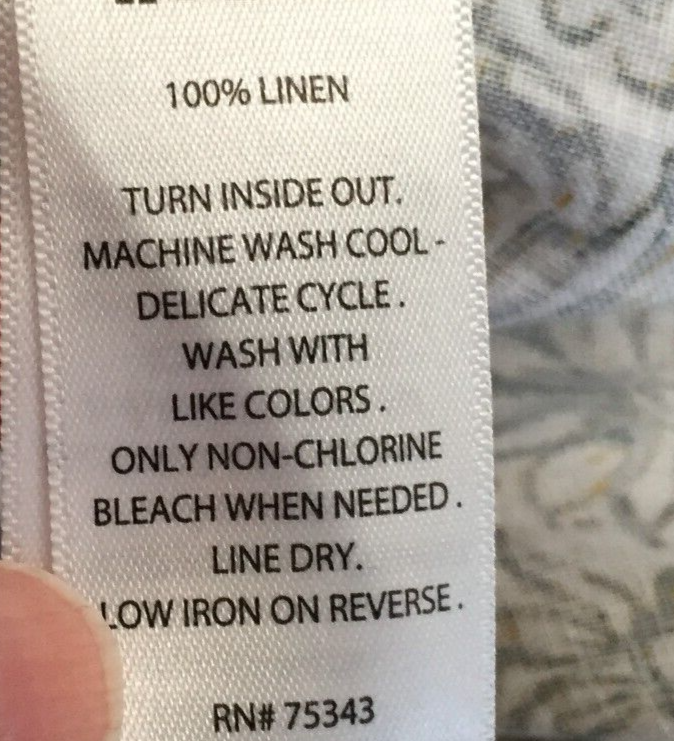 100% LINEN
TURN INSIDE OUT.
MACHINE WASH COOL -
DELICATE CYCLE .
WASH WITH
LIKE COLORS .
ONLY NON-CHLORINE
BLEACH WHEN NEEDED .
LINE DRY.
LOW IRON ON REVERSE .
RN# 75343